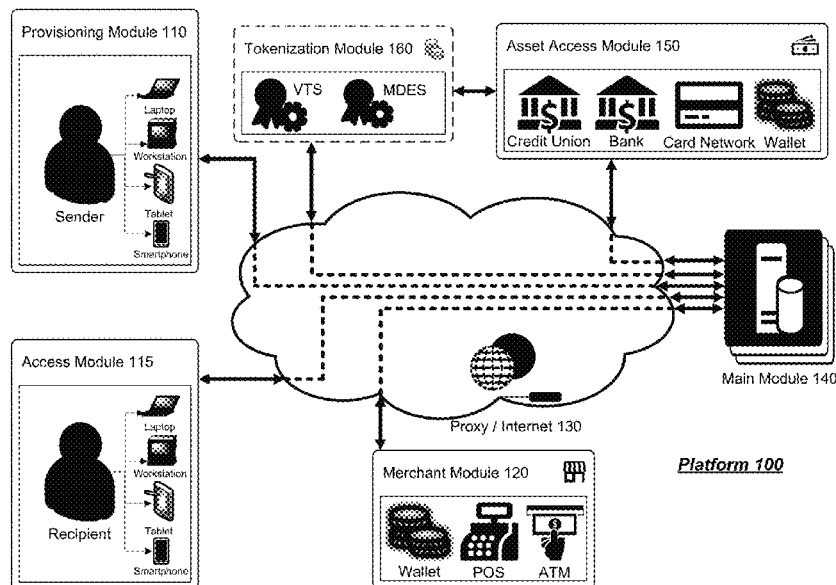 Provisioning Module 110
Laptop
Workstation
Tablet
Smartphone
Sender
Tokenization Module 160
VTS
MDES
Asset Access Module 150
Credit Union
Bank
Card Network
Wallet
Main Module 140
Access Module 115
Laptop
Workstation
Tablet
Smartphone
Recipient
Proxy / Internet 130
Merchant Module 120
Wallet
POS
ATM
Platform 100